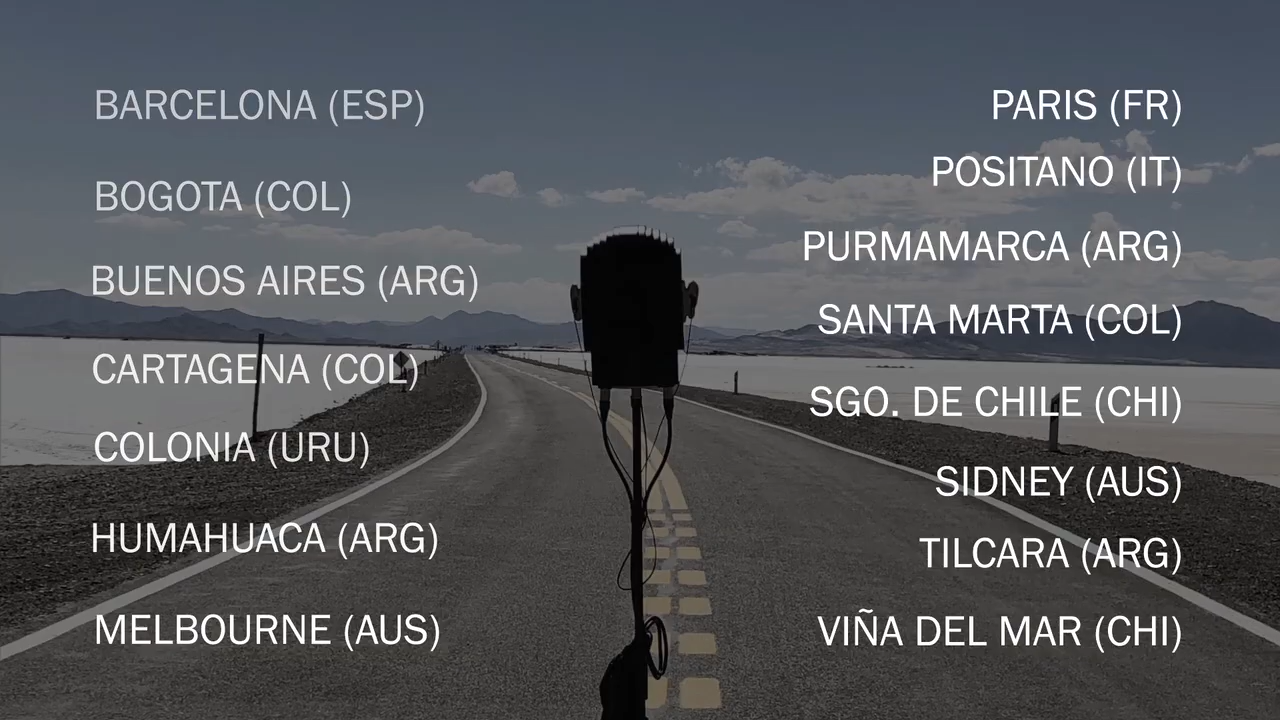 BARCELONA (ESP)
BOGOTA (COL)
BUENOS AIRES (ARG)
CARTAGENA (COL)
COLONIA (URU)
HUMAHUACA (ARG)
MELBOURNE (AUS)
PARIS (FR)
POSITANO (IT)
PURMAMARCA (ARG)
SANTA MARTA (COL)
SGO. DE CHILE (CHI)
SIDNEY (AUS)
TILCARA (ARG)
VIÑA DEL MAR (CHI)